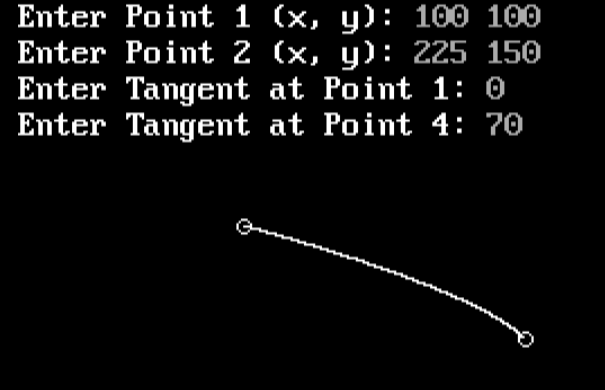 Enter Point 1 (x, y): 100 100
Enter Point 2 (x, y): 225 150
Enter Tangent at Point 1: 0
Enter Tangent at Point 4: 70